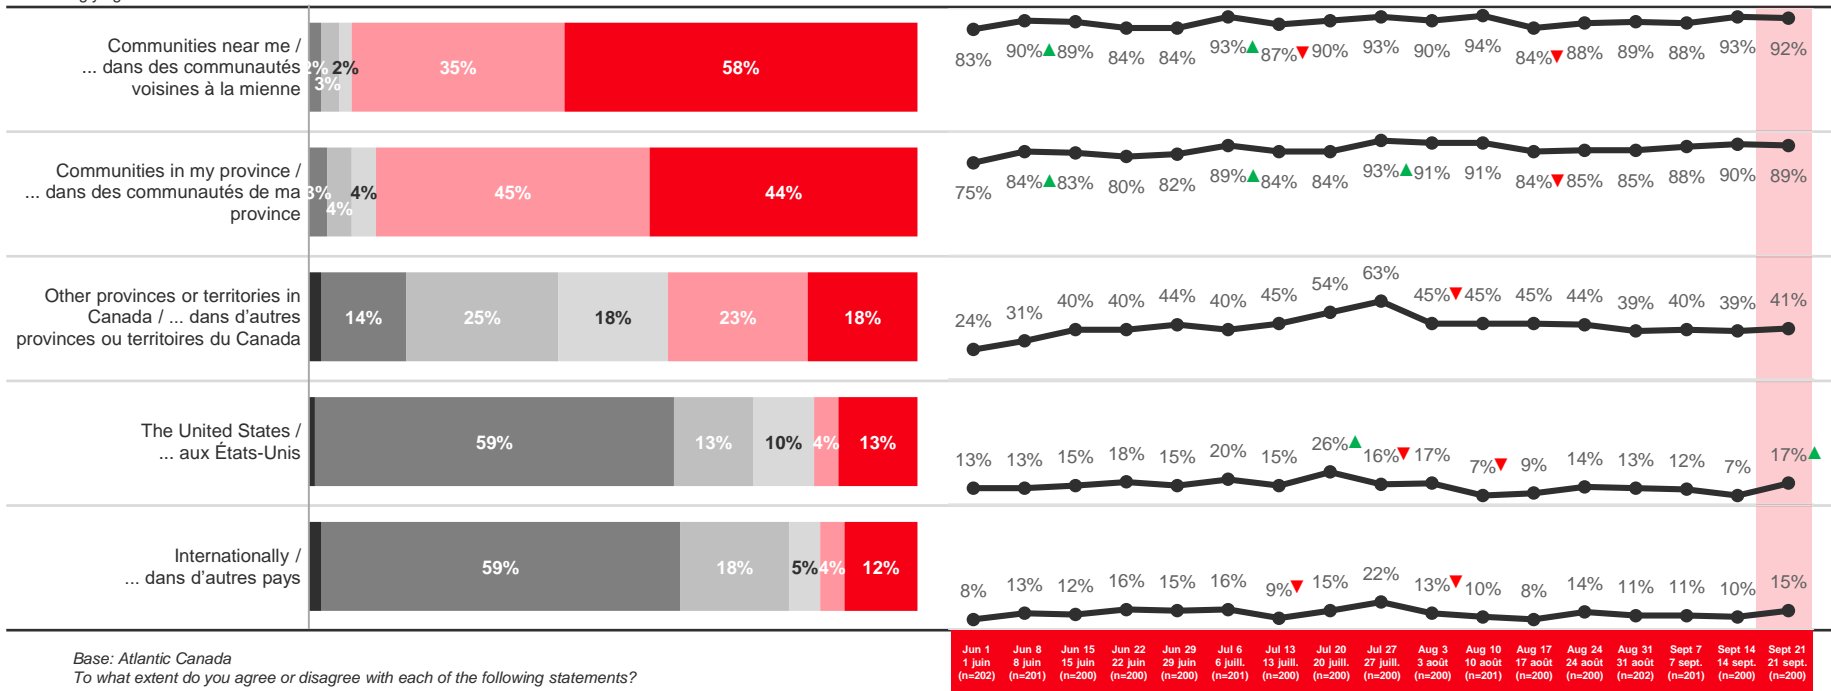 Communities near me /
... dans des communautés
voisines à la mienne
2%
3%
2%
35%
58%
83% 90% 89% 84% 84% 93% 87% 90% 93% 90% 94% 84% 88% 89% 88% 93% 92%
Communities in my province /
... dans des communautés de ma
province
3%
4%
4%
45%
44%
75% 84% 83% 80% 82% 89% 84% 84% 93% 91% 91% 84% 85% 85% 88% 90% 89%
Other provinces or territories in
Canada / ... dans d'autres
provinces ou territoires du Canada
14%
25%
18%
23%
18%
24% 31% 40% 40% 44% 40% 45% 54% 63% 45% 45% 45% 44% 39% 40% 39% 41%
The United States /
... aux États-Unis
59%
13%
10%
4%
13%
13% 13% 15% 18% 15% 20% 15% 26% 16% 17% 7% 9% 14% 13% 12% 7% 17%
Internationally /
... dans d'autres pays
59%
18%
5%
4%
12%
8% 13% 12% 16% 15% 16% 9% 15% 22% 13% 10% 8% 14% 11% 11% 10% 15%
Jun 1 Jun 8 Jun 15 Jun 22 Jun 29 Jul 6 Jul 13 Jul 20 Jul 27 Aug 3 Aug 10 Aug 17 Aug 24 Aug 31 Sept 7 Sept 14 Sept 21
1 juin 8 juin 15 juin 22 juin 29 juin 6 juill. 13 juill. 20 juill. 27 juill. 3 août 10 août 17 août 24 août 31 août 7 sept. 14 sept. 21 sept.
(n=202) (n=201) (n=200) (n=200) (n=200) (n=201) (n=200) (n=200) (n=200) (n=200) (n=201) (n=200) (n=200) (n=202) (n=201) (n=200) (n=200)
Base: Atlantic Canada
To what extent do you agree or disagree with each of the following statements?